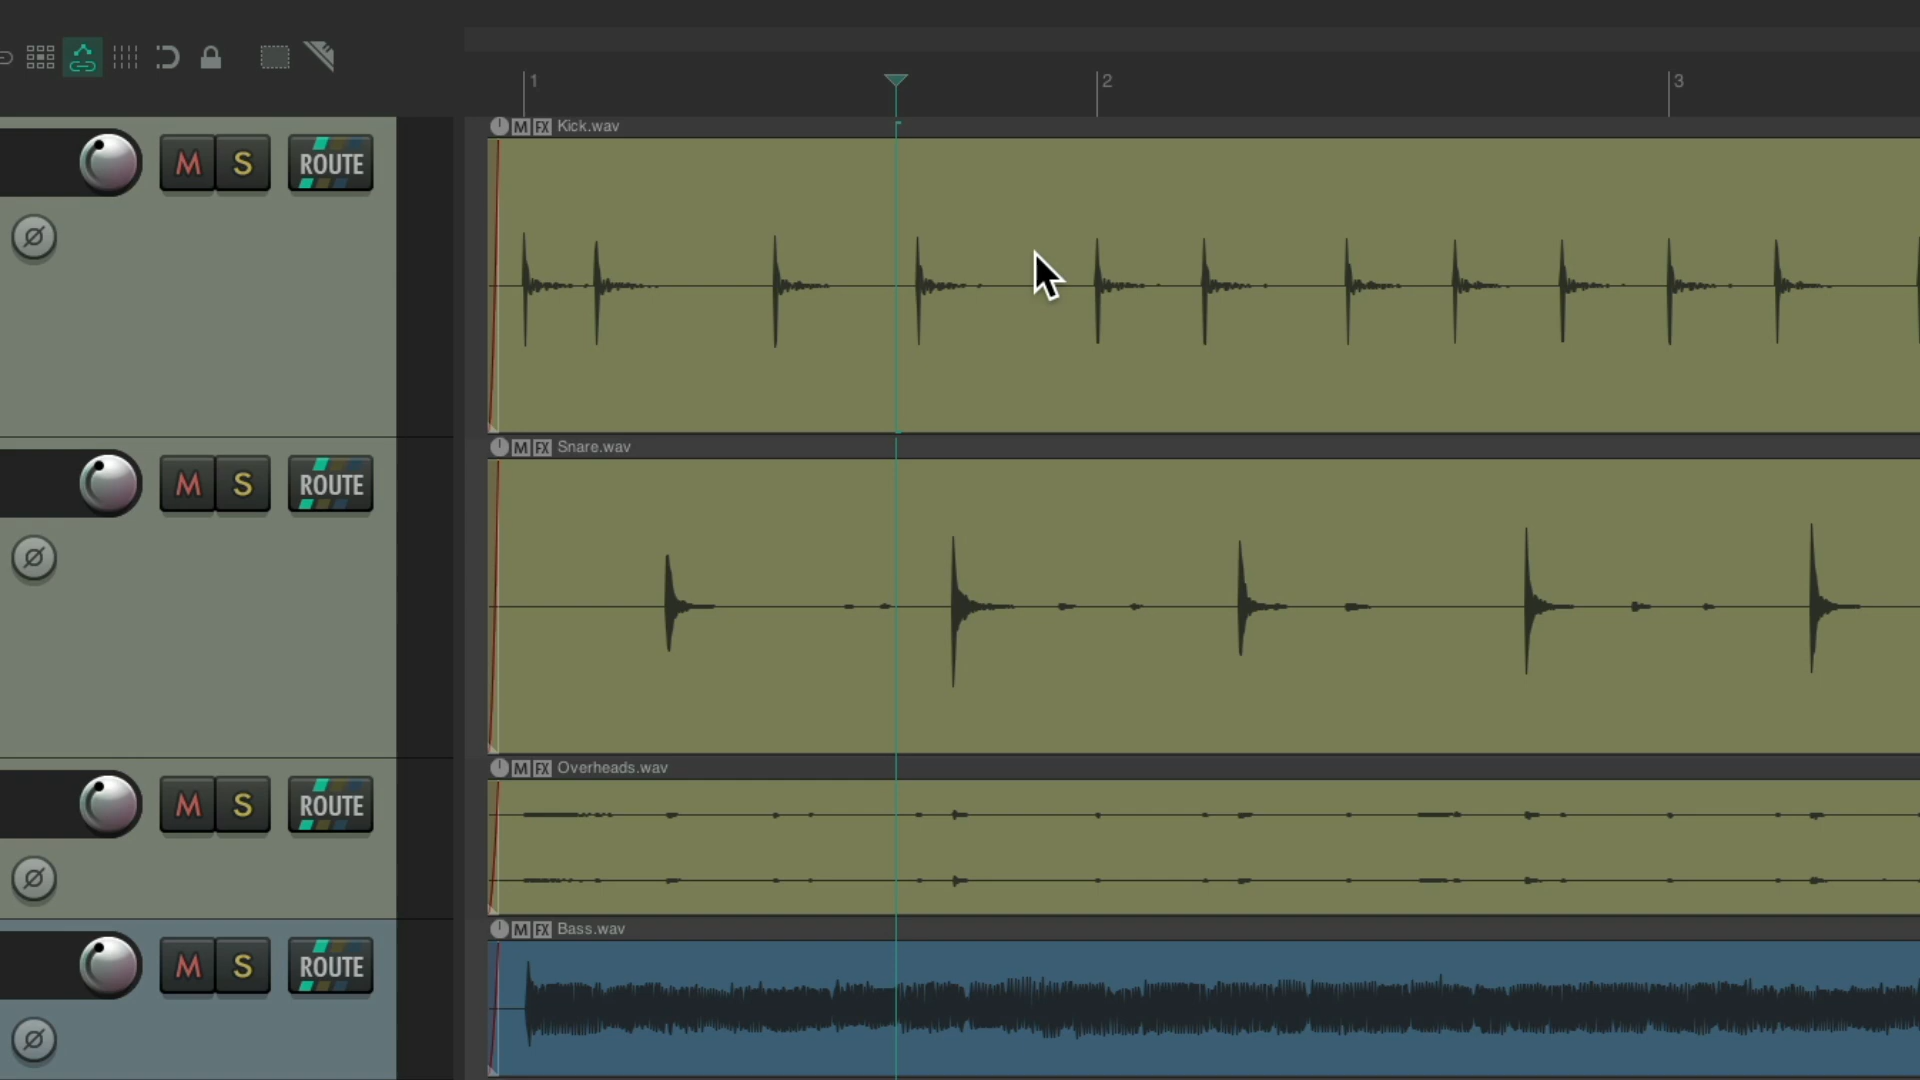 1
2
3
M FX Kick.wav
M S ROUTE
Ø
M FX Snare.wav
M S ROUTE
Ø
M FX Overheads.wav
M S ROUTE
Ø
M FX Bass.wav
M S ROUTE
Ø